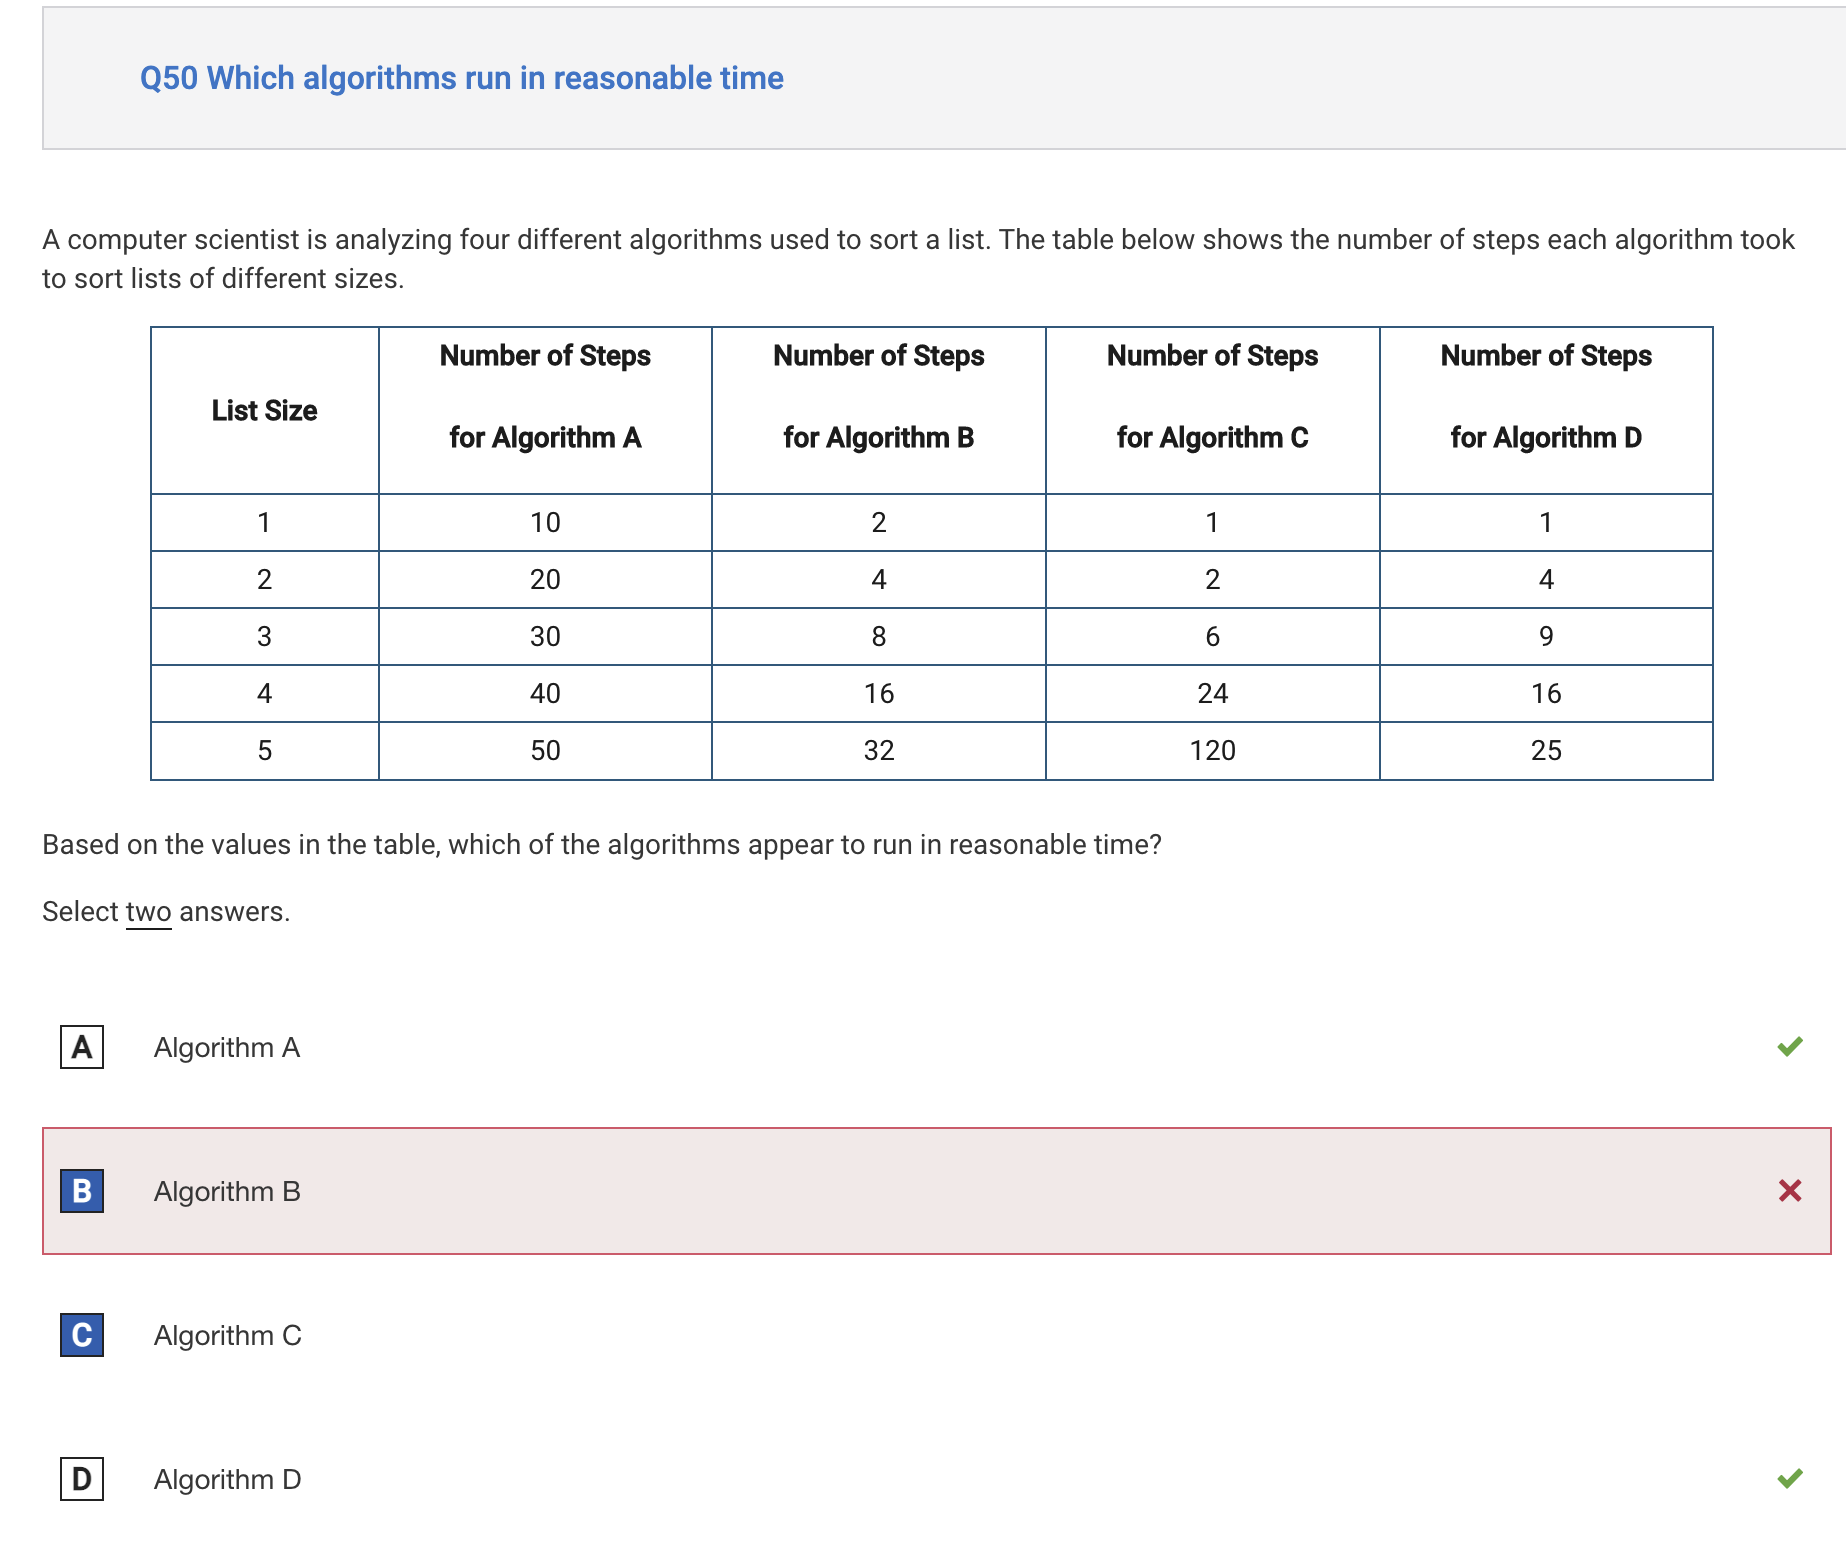 Q50 Which algorithms run in reasonable time
A computer scientist is analyzing four different algorithms used to sort a list. The table below shows the number of steps each algorithm took
to sort lists of different sizes.
List Size
Number of Steps
for Algorithm A
Number of Steps
for Algorithm B
Number of Steps
for Algorithm C
Number of Steps
for Algorithm D
1 10 2 1 1
2 20 4 2 4
3 30 8 6 9
4 40 16 24 16
5 50 32 120 25
Based on the values in the table, which of the algorithms appear to run in reasonable time?
Select two answers.
A Algorithm A
B Algorithm B
C Algorithm C
D Algorithm D